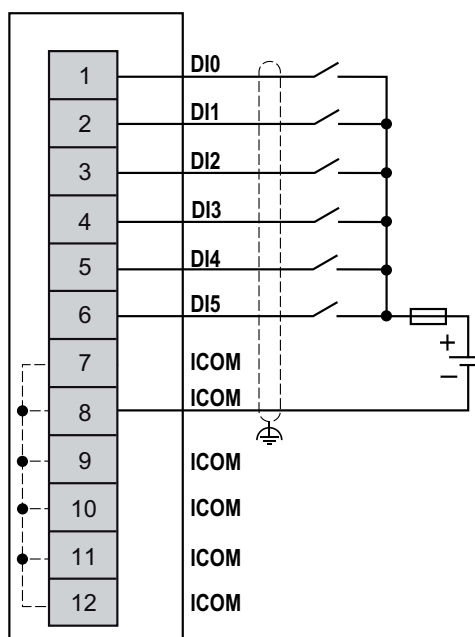 1 DI0
2 DI1
3 DI2
4 DI3
5 DI4
6 DI5
7 ICOM
+
8 ICOM
−
9 ICOM
10 ICOM
11 ICOM
12 ICOM